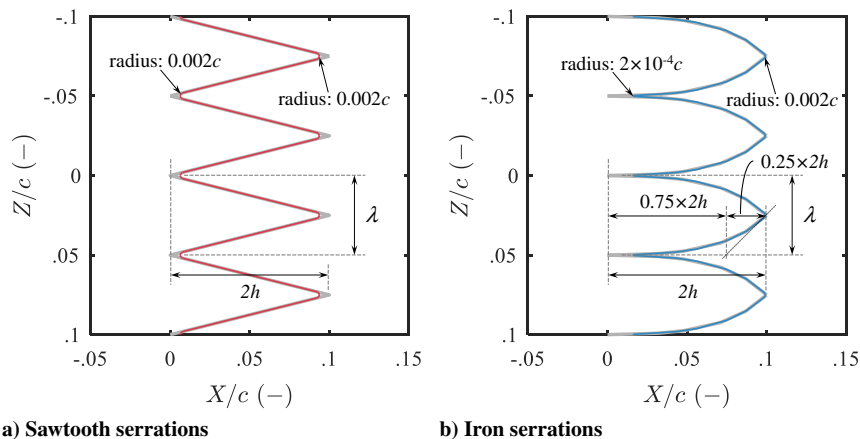 -.1
radius: 0.002c
-.05
radius: 0.002c
Z/c (−)
0
λ
.05
2h
.1
-.05
0
.05
.1
.15
X/c (−)
a) Sawtooth serrations
-.1
radius: 2×10⁻⁴c
-.05
radius: 0.002c
0.25×2h
Z/c (−)
0
0.75×2h
λ
.05
2h
.1
-.05
0
.05
.1
.15
X/c (−)
b) Iron serrations